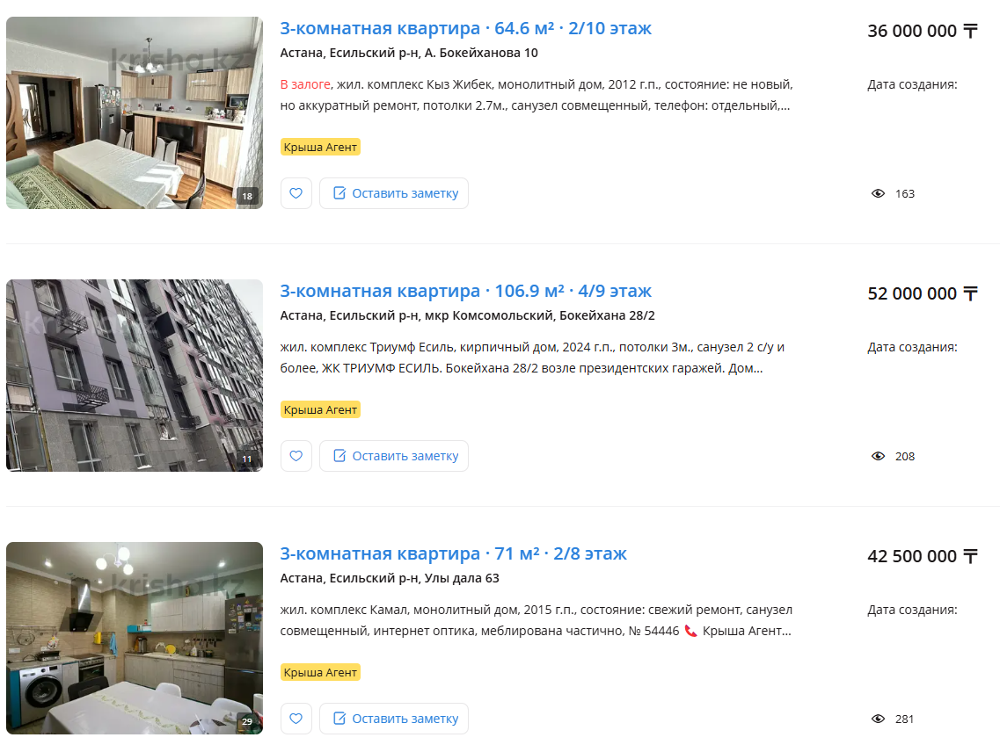 krisha.kz
18
3-комнатная квартира · 64.6 м² · 2/10 этаж
36 000 000 ₸
Астана, Есильский р-н, А. Бокейханова 10
В залоге, жил. комплекс Кыз Жибек, монолитный дом, 2012 г.п., состояние: не новый,
но аккуратный ремонт, потолки 2.7м., санузел совмещенный, телефон: отдельный,...
Дата создания:
Крыша Агент
Оставить заметку
163
11
3-комнатная квартира · 106.9 м² · 4/9 этаж
52 000 000 ₸
Астана, Есильский р-н, мкр Комсомольский, Бокейхана 28/2
жил. комплекс Триумф Есиль, кирпичный дом, 2024 г.п., потолки 3м., санузел 2 с/у и
более, ЖК ТРИУМФ ЕСИЛЬ. Бокейхана 28/2 возле президентских гаражей. Дом...
Дата создания:
Крыша Агент
Оставить заметку
208
krisha.kz
29
3-комнатная квартира · 71 м² · 2/8 этаж
42 500 000 ₸
Астана, Есильский р-н, Улы дала 63
жил. комплекс Камал, монолитный дом, 2015 г.п., состояние: свежий ремонт, санузел
совмещенный, интернет оптика, меблирована частично, № 54446 📞 Крыша Агент...
Дата создания:
Крыша Агент
Оставить заметку
281